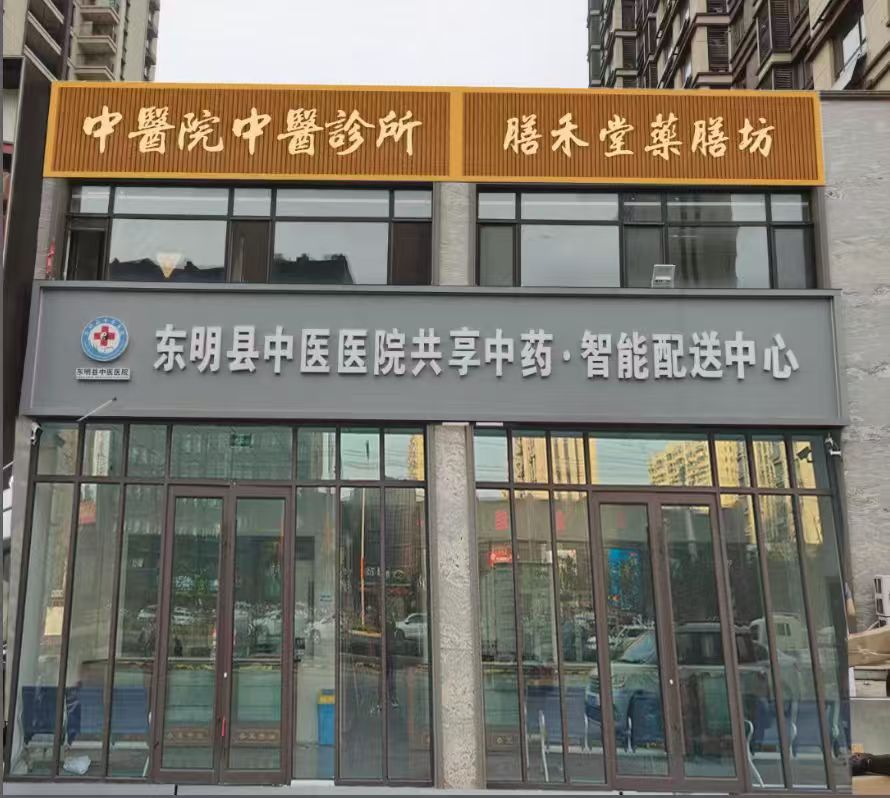 中醫院中醫診所
膳禾堂藥膳坊
东明县中医医院
东明县中医医院共享中药·智能配送中心